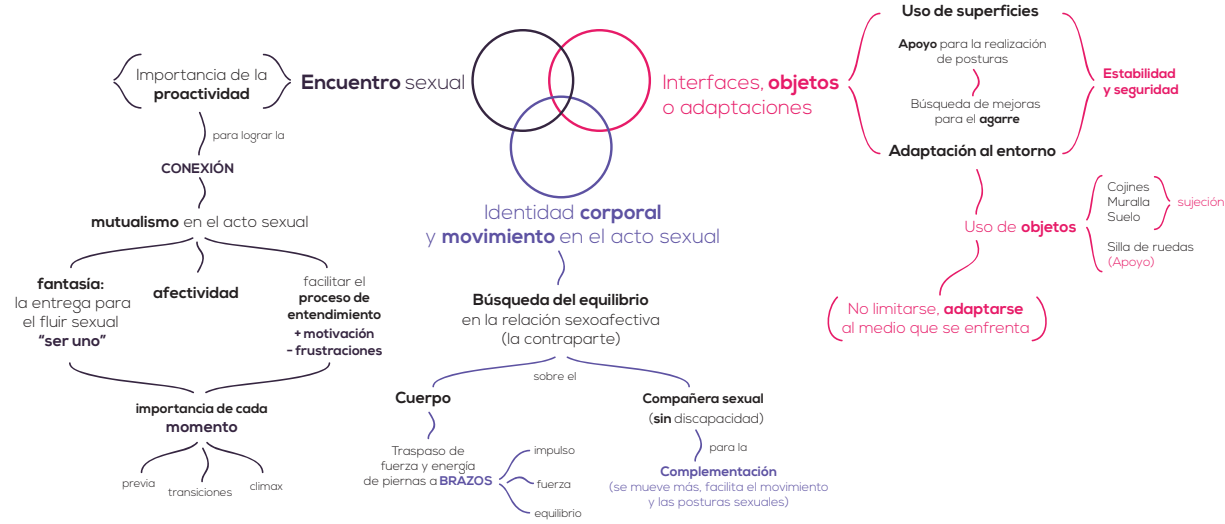 Encuentro sexual
Importancia de la
proactividad
para lograr la
CONEXIÓN
mutualismo en el acto sexual
fantasía:
la entrega para
el fluir sexual
"ser uno"
afectividad
facilitar el
proceso de
entendimiento
+ motivación
- frustraciones
importancia de cada
momento
previa
transiciones
climax
Identidad corporal
y movimiento en el acto sexual
Búsqueda del equilibrio
en la relación sexoafectiva
(la contraparte)
sobre el
Cuerpo
Traspaso de
fuerza y energía
de piernas a BRAZOS
impulso
fuerza
equilibrio
Compañera sexual
(sin discapacidad)
para la
Complementación
(se mueve más, facilita el movimiento
y las posturas sexuales)
Interfaces, objetos
o adaptaciones
Uso de superficies
Apoyo para la realización
de posturas
Búsqueda de mejoras
para el agarre
Adaptación al entorno
Estabilidad
y seguridad
Uso de objetos
Cojines
Muralla
Suelo
sujeción
Silla de ruedas
(Apoyo)
No limitarse, adaptarse
al medio que se enfrenta